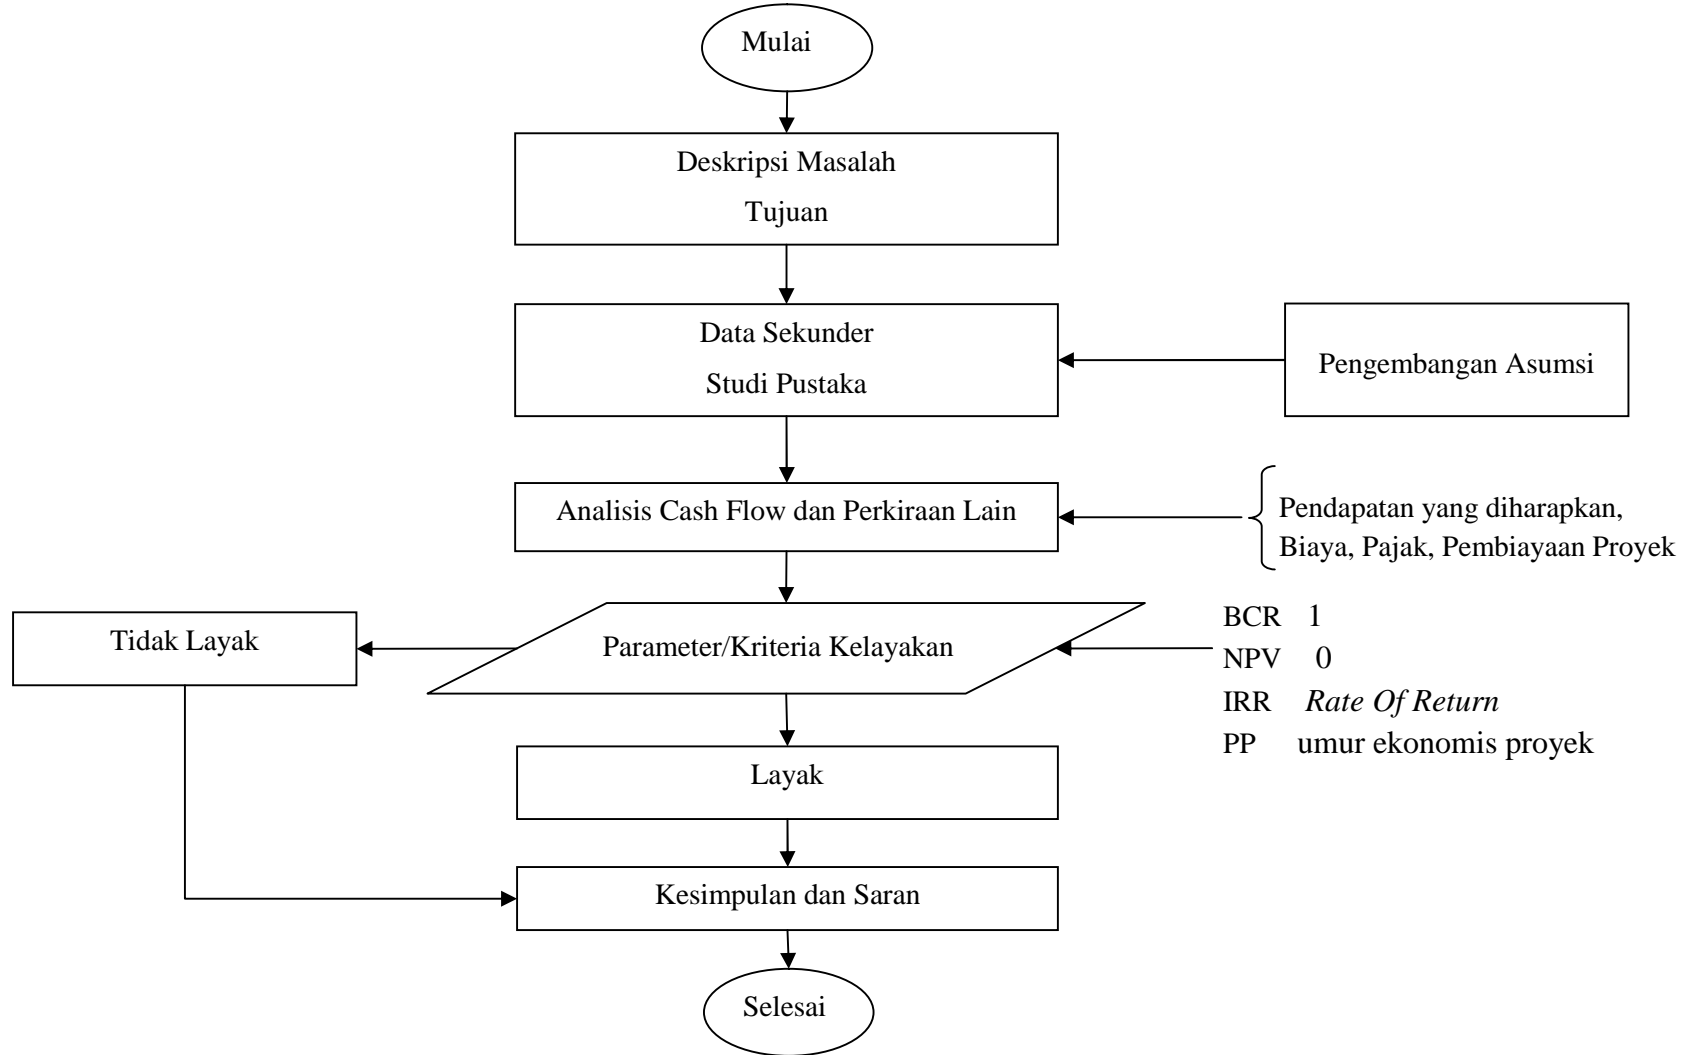 Mulai
Deskripsi Masalah
Tujuan
Data Sekunder
Studi Pustaka
Pengembangan Asumsi
Analisis Cash Flow dan Perkiraan Lain
Pendapatan yang diharapkan,
Biaya, Pajak, Pembiayaan Proyek
Tidak Layak
Parameter/Kriteria Kelayakan
BCR 1
NPV 0
IRR Rate Of Return
PP umur ekonomis proyek
Layak
Kesimpulan dan Saran
Selesai